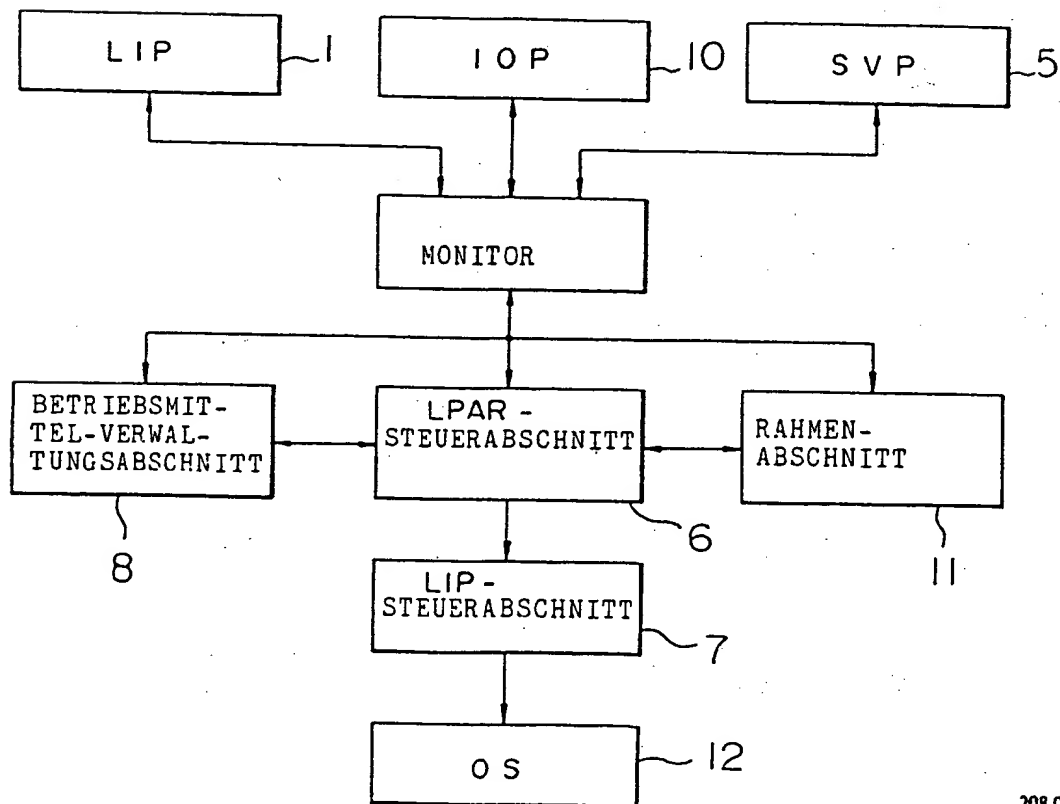 LIP
1
IOP
10
SVP
5
MONITOR
BETRIEBSMIT-
TEL-VERWAL-
TUNGSABSCHNITT
8
LPAR-
STEUERABSCHNITT
6
RAHMEN-
ABSCHNITT
11
LIP-
STEUERABSCHNITT
7
OS
12